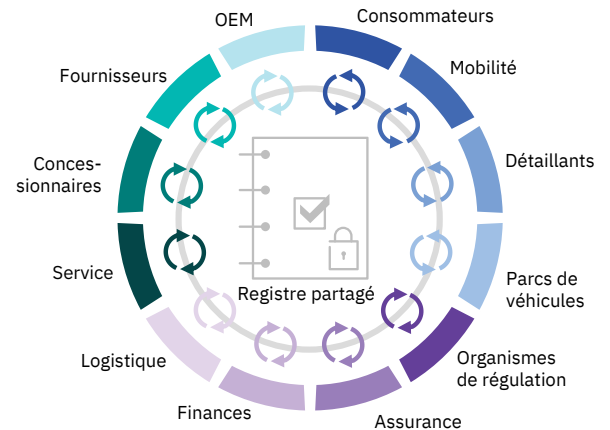 OEM
Consommateurs
Mobilité
Détaillants
Parcs de
véhicules
Organismes
de régulation
Assurance
Finances
Logistique
Service
Conces-
sionnaires
Fournisseurs
Registre partagé